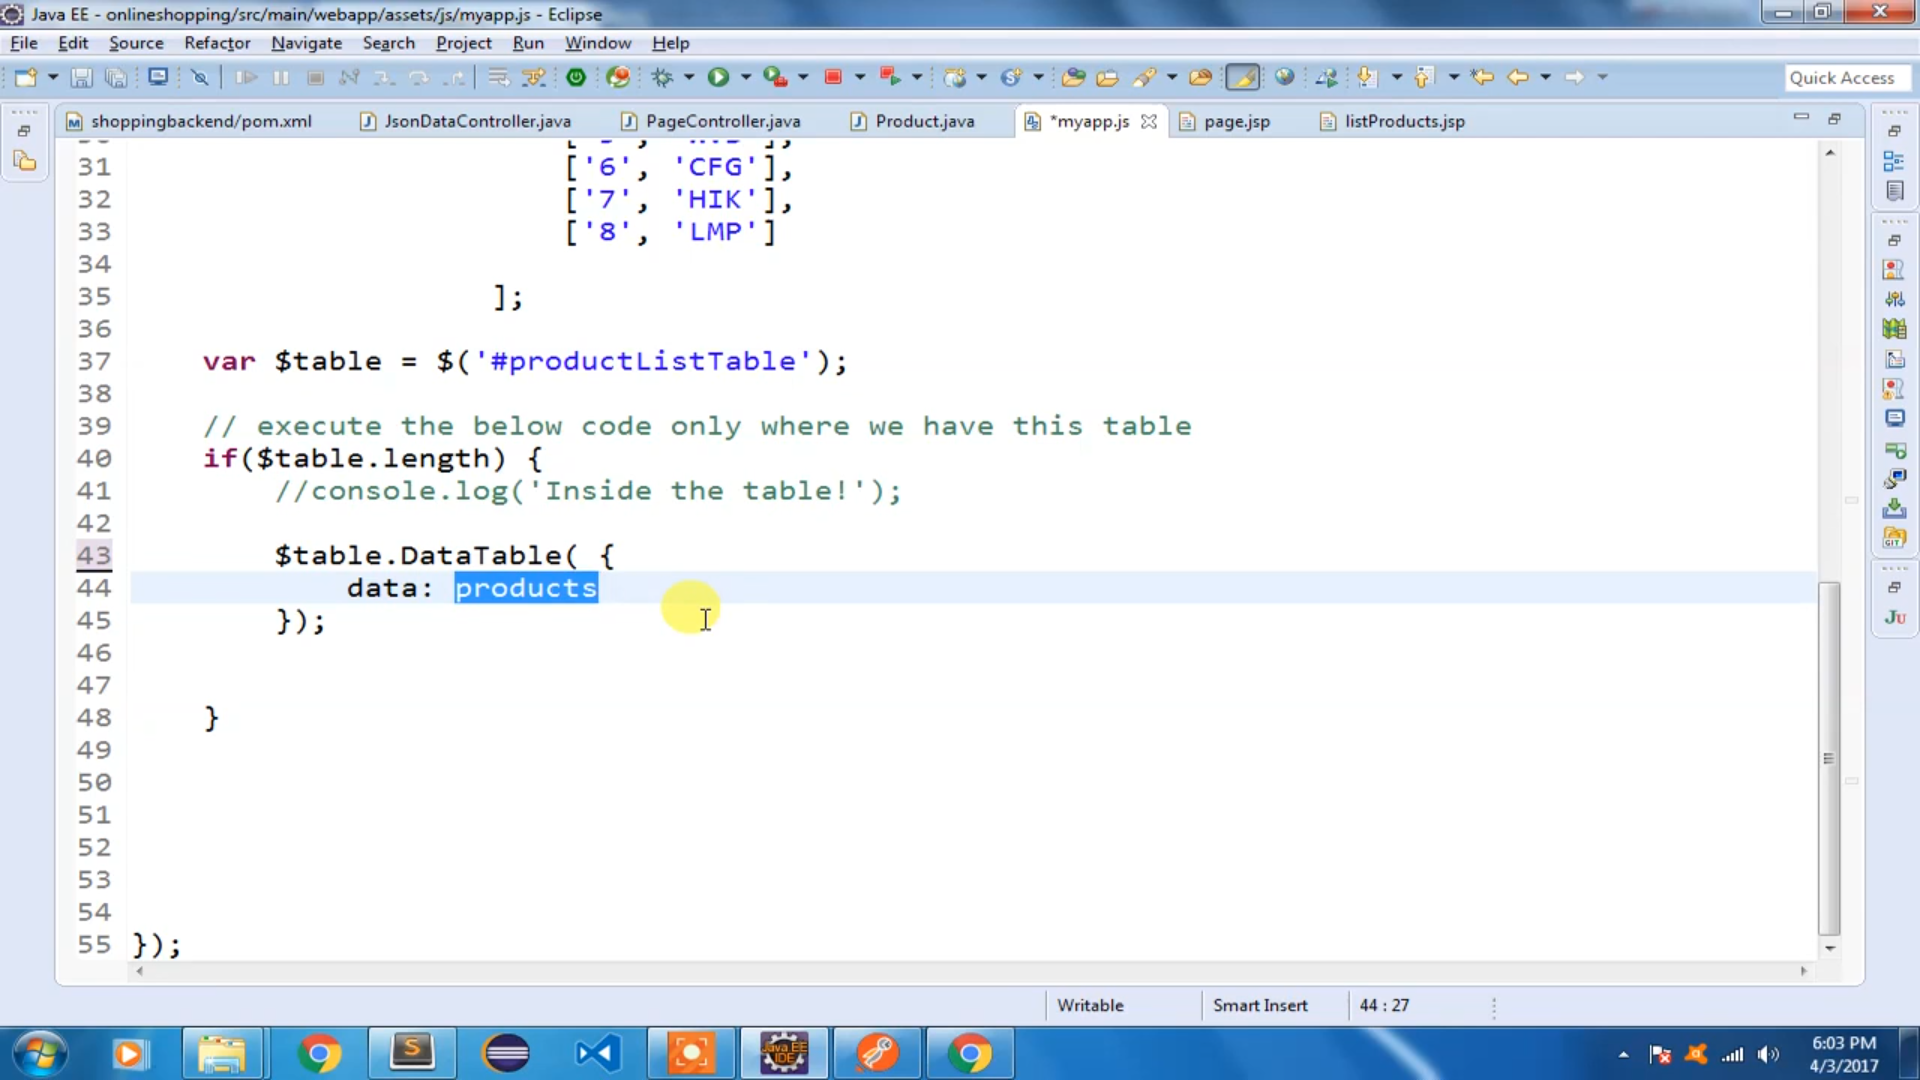 Java EE - onlineshopping/src/main/webapp/assets/js/myapp.js - Eclipse
File Edit Source Refactor Navigate Search Project Run Window Help
Quick Access
shoppingbackend/pom.xml JsonDataController.java PageController.java Product.java *myapp.js page.jsp listProducts.jsp
31 ['6', 'CFG'],
32 ['7', 'HIK'],
33 ['8', 'LMP']
34
35 ];
36
37 var $table = $('#productListTable');
38
39 // execute the below code only where we have this table
40 if($table.length) {
41 //console.log('Inside the table!');
42
43 $table.DataTable( {
44 data: products
45 });
46
47
48 }
49
50
51
52
53
54
55 });
Writable Smart Insert 44 : 27
6:03 PM
4/3/2017